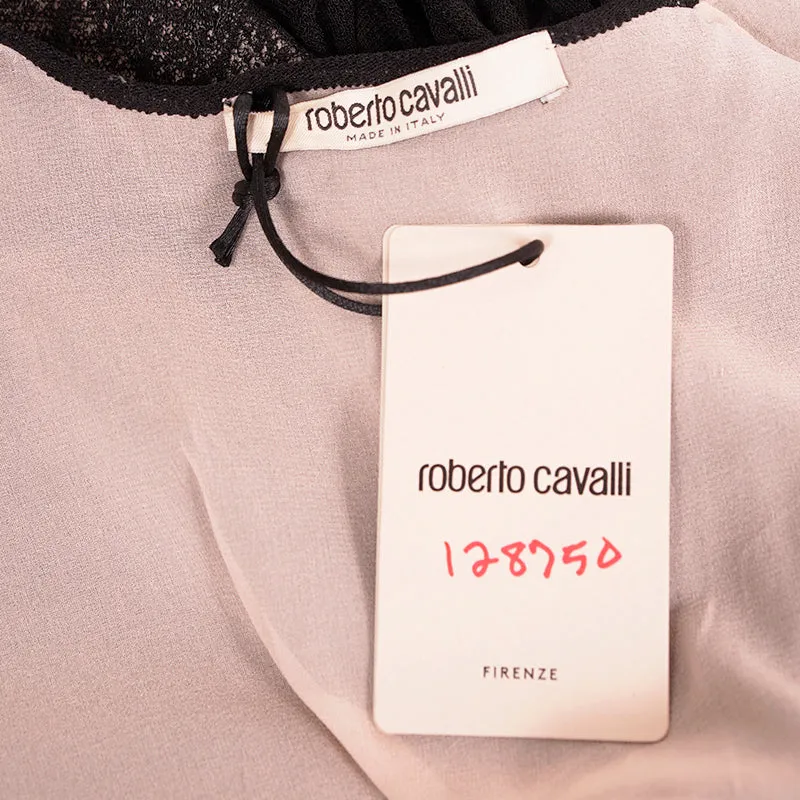 roberto cavalli
MADE IN ITALY
roberto cavalli
128750
FIRENZE